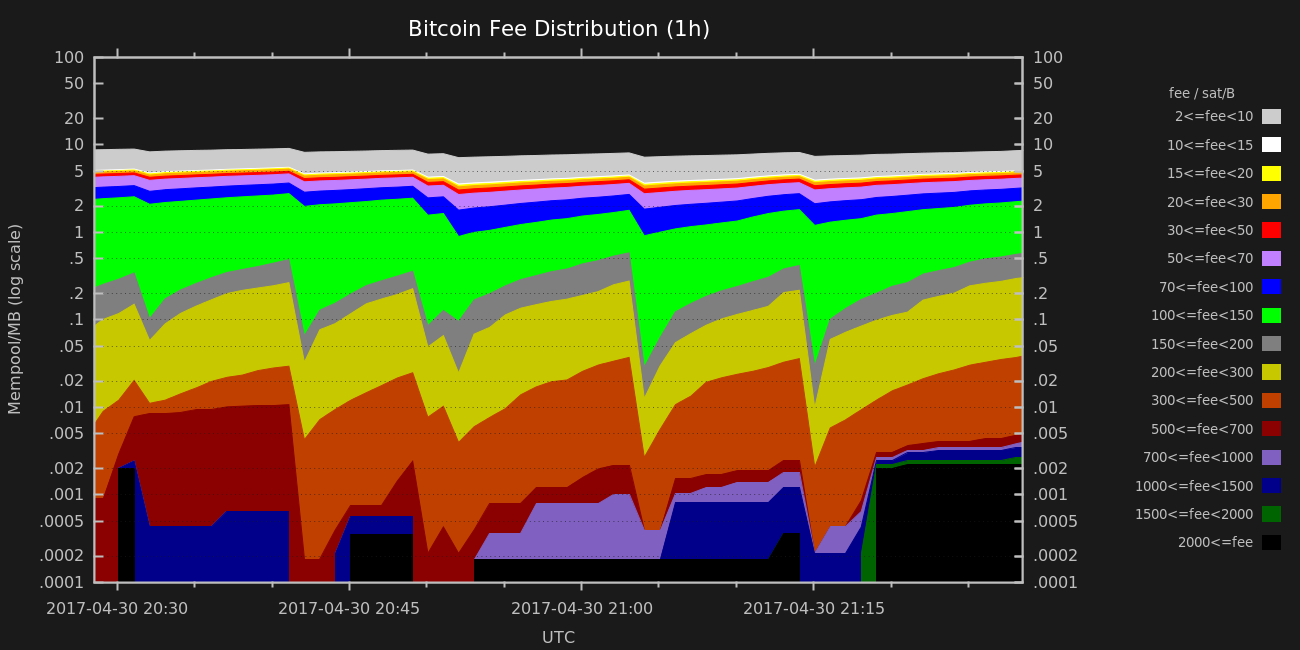 Bitcoin Fee Distribution (1h)
100 100
50 50
20 20
10 10
5 5
2 2
1 1
.5 .5
.2 .2
.1 .1
.05 .05
.02 .02
.01 .01
.005 .005
.002 .002
.001 .001
.0005 .0005
.0002 .0002
.0001 .0001
Mempool/MB (log scale)
2017-04-30 20:30 2017-04-30 20:45 2017-04-30 21:00 2017-04-30 21:15
UTC
fee / sat/B
2<=fee<10
10<=fee<15
15<=fee<20
20<=fee<30
30<=fee<50
50<=fee<70
70<=fee<100
100<=fee<150
150<=fee<200
200<=fee<300
300<=fee<500
500<=fee<700
700<=fee<1000
1000<=fee<1500
1500<=fee<2000
2000<=fee